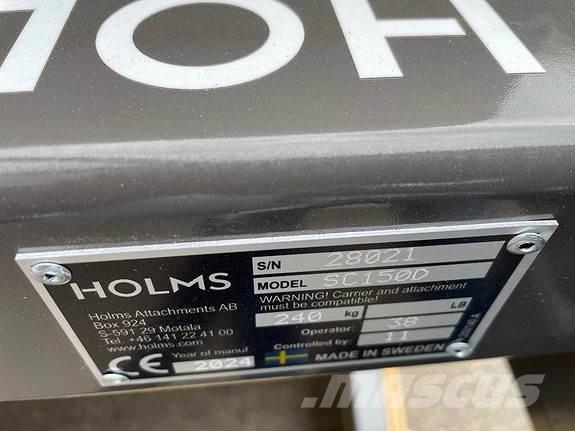 HOL
HOLMS
Holms Attachments AB
Box 924
S-591 29 Motala
Tel. +46 141 22 41 00
www.holms.com
CE
Year of manuf
2024
S/N 28021
MODEL SC150D
WARNING! Carrier and attachment
must be compatible!
240 kg LB
Operator: 38
Controlled by: 11
MADE IN SWEDEN
MASCUS